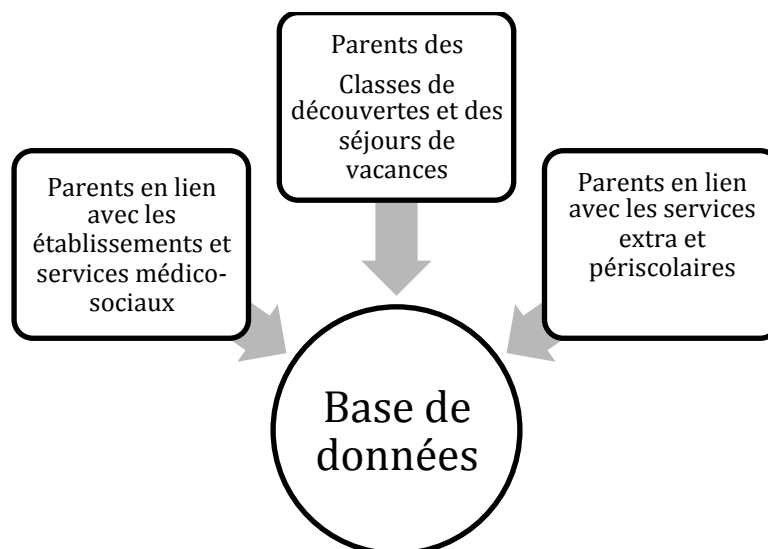 Parents des
Classes de
découvertes et des
séjours de
vacances
Parents en lien
avec les
établissements et
services médico-
sociaux
Parents en lien
avec les services
extra et
périscolaires
Base de
données